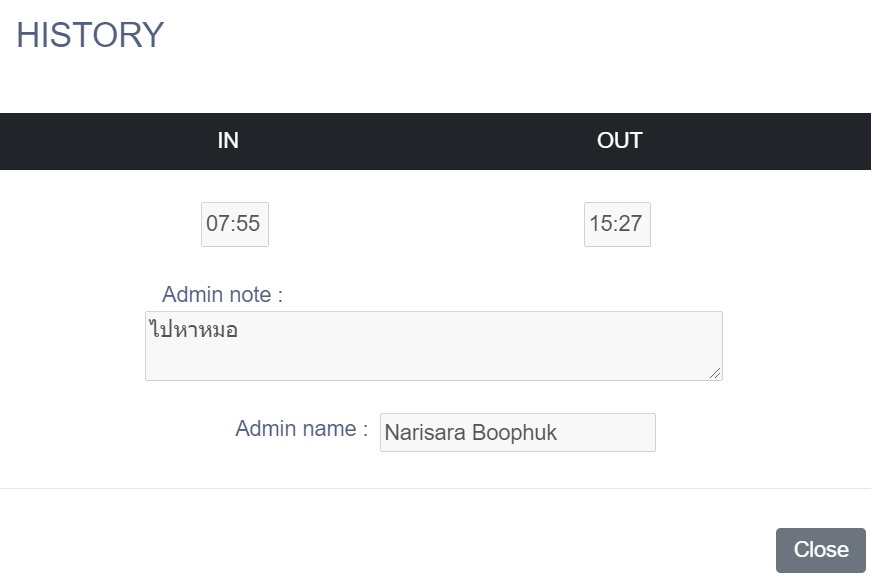 HISTORY
IN OUT
07:55 15:27
Admin note :
ไปหาหมอ
Admin name : Narisara Boophuk
Close